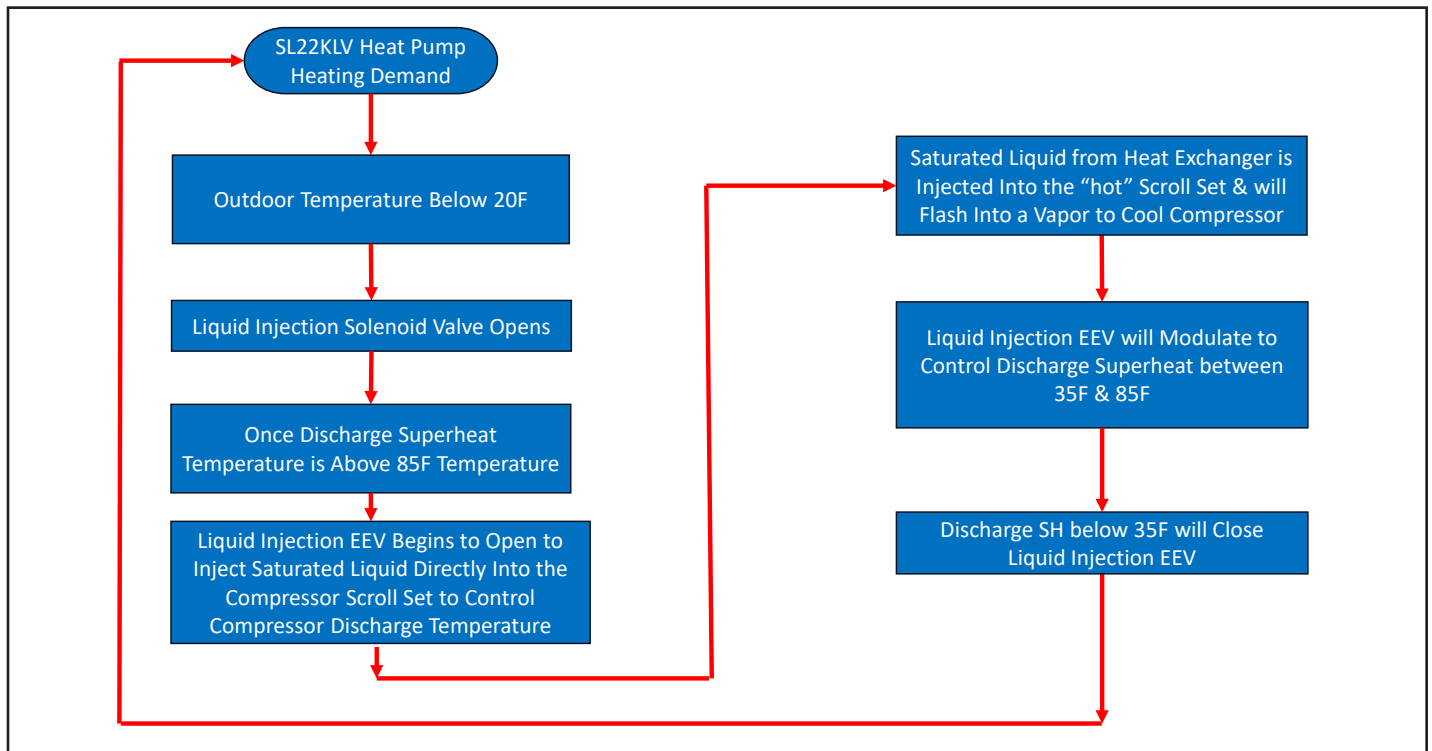 SL22KLV Heat Pump
Heating Demand
Outdoor Temperature Below 20F
Liquid Injection Solenoid Valve Opens
Once Discharge Superheat
Temperature is Above 85F Temperature
Liquid Injection EEV Begins to Open to
Inject Saturated Liquid Directly Into the
Compressor Scroll Set to Control
Compressor Discharge Temperature
Saturated Liquid from Heat Exchanger is
Injected Into the “hot” Scroll Set & will
Flash Into a Vapor to Cool Compressor
Liquid Injection EEV will Modulate to
Control Discharge Superheat between
35F & 85F
Discharge SH below 35F will Close
Liquid Injection EEV